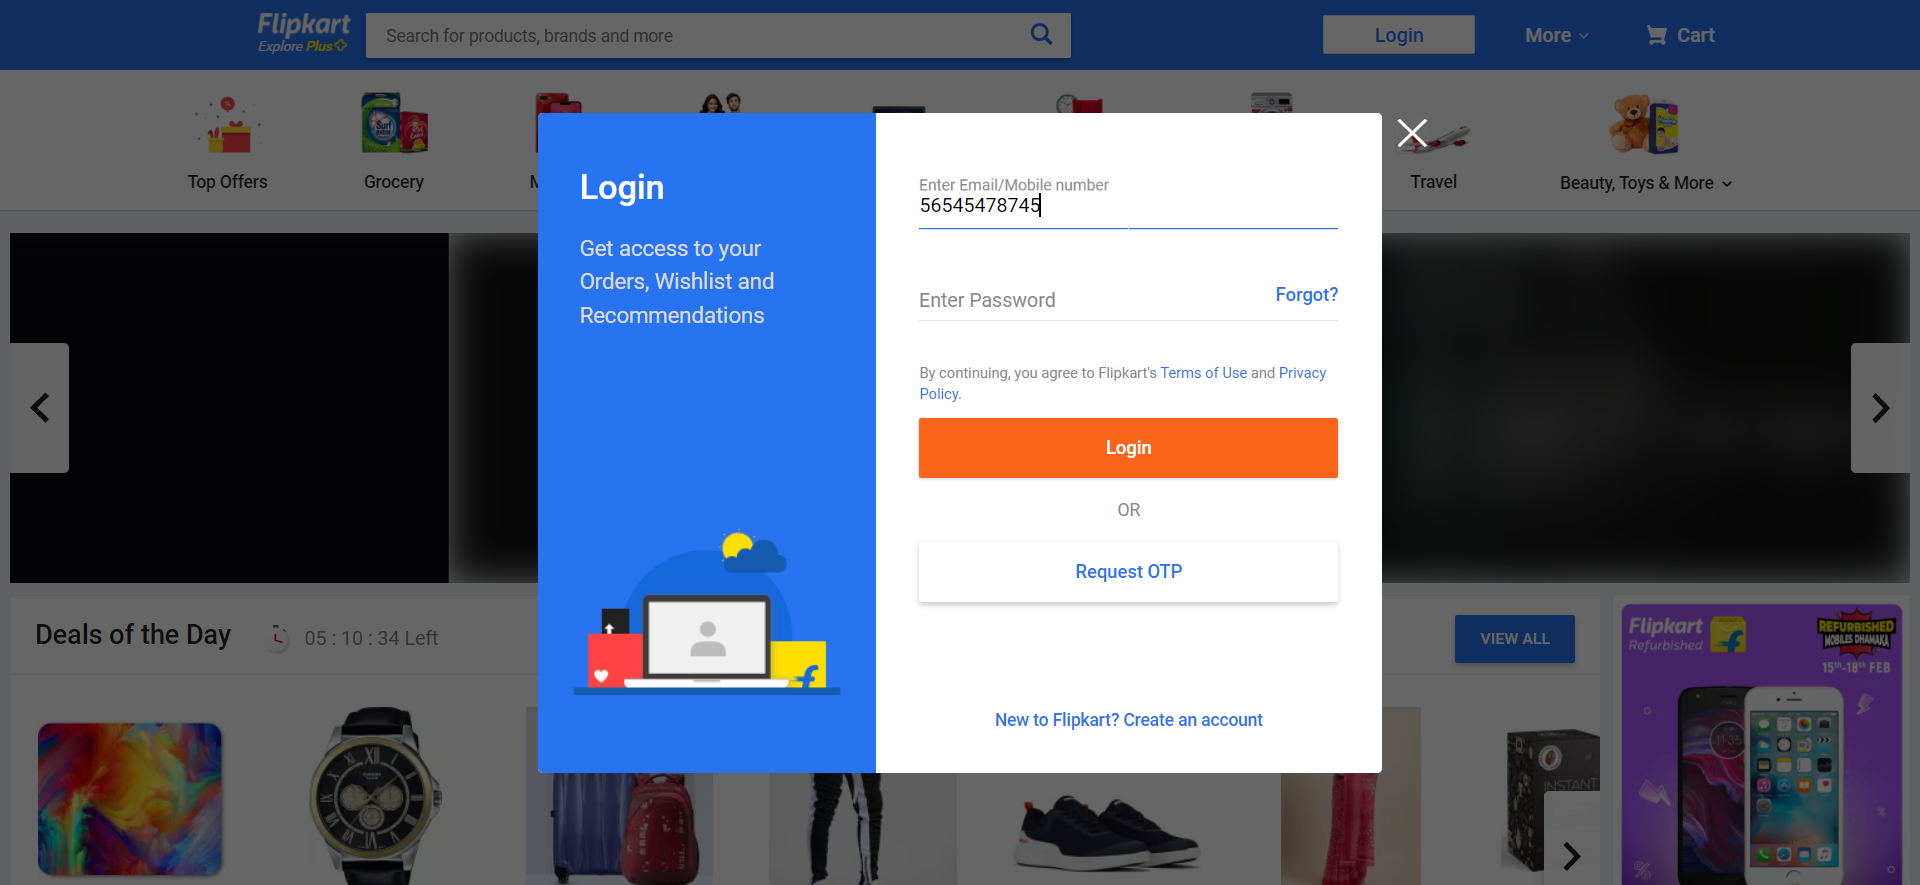 Flipkart
Explore Plus
Search for products, brands and more
Login
More
Cart
Top Offers
Grocery
M
Travel
Beauty, Toys & More
Login
Get access to your
Orders, Wishlist and
Recommendations
Enter Email/Mobile number
56545478745
Enter Password
Forgot?
By continuing, you agree to Flipkart's Terms of Use and Privacy
Policy.
Login
OR
Request OTP
New to Flipkart? Create an account
Deals of the Day
05 : 10 : 34 Left
VIEW ALL
Flipkart
Refurbished
REFURBISHED
MOBILES DHAMAKA
15th-18th FEB
INSTANT